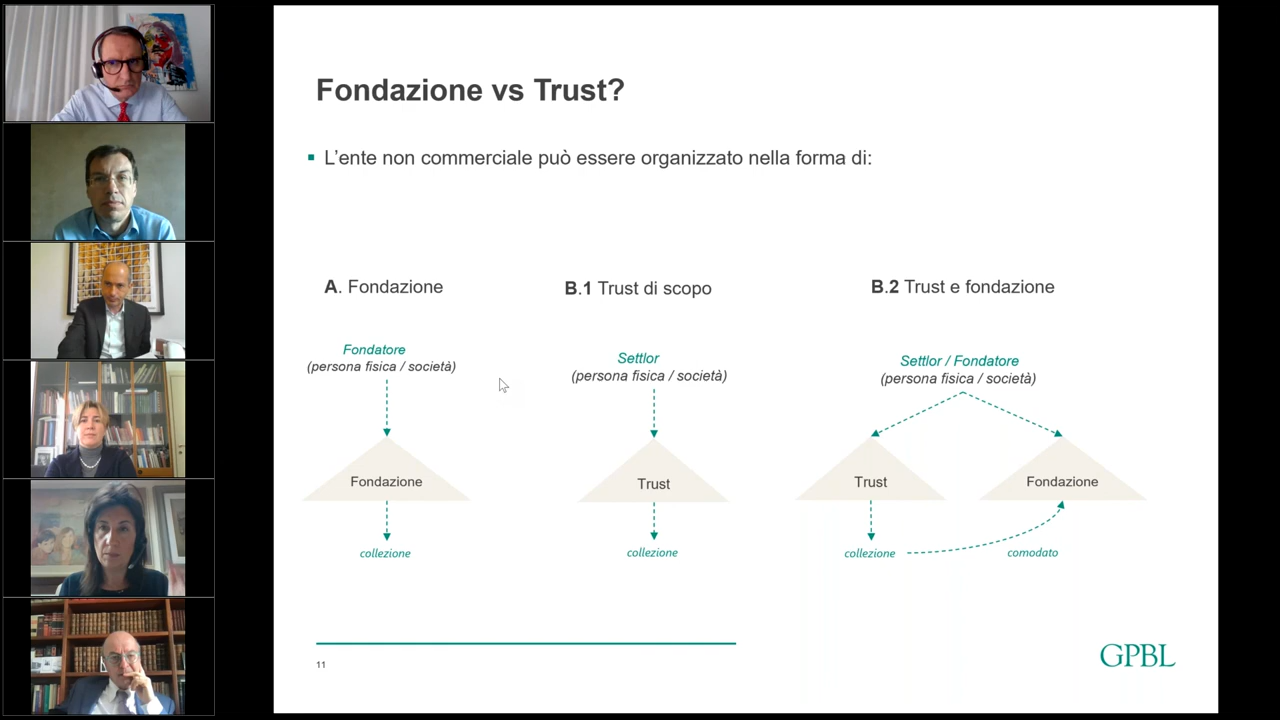 Fondazione vs Trust?
▪ L'ente non commerciale può essere organizzato nella forma di:
A. Fondazione
Fondatore
(persona fisica / società)
Fondazione
collezione
B.1 Trust di scopo
Settlor
(persona fisica / società)
Trust
collezione
B.2 Trust e fondazione
Settlor / Fondatore
(persona fisica / società)
Trust
Fondazione
collezione
comodato
11
GPBL